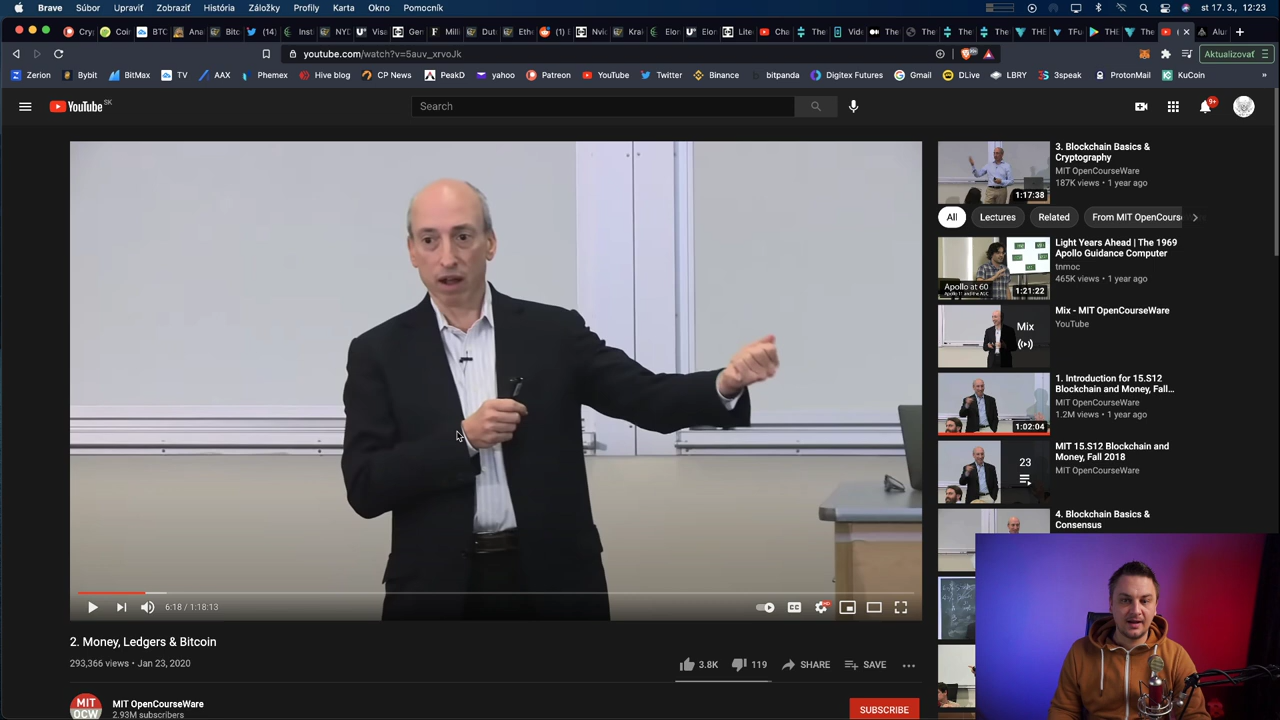 Brave Súbor Upraviť Zobraziť História Záložky Profily Karta Okno Pomocník st 17. 3., 12:23
youtube.com/watch?v=5auv_xrvoJk
Aktualizovať
Zerion Bybit BitMax TV AAX Phemex Hive blog CP News PeakD yahoo Patreon YouTube Twitter Binance bitpanda Digitex Futures Gmail DLive LBRY 3speak ProtonMail KuCoin »
YouTube SK
Search
9+
3. Blockchain Basics &
Cryptography
MIT OpenCourseWare
187K views • 1 year ago
1:17:38
All Lectures Related From MIT OpenCours
Light Years Ahead | The 1969
Apollo Guidance Computer
tnmoc
465K views • 1 year ago
Apollo at 60
1:21:22
Mix - MIT OpenCourseWare
YouTube
Mix
1. Introduction for 15.S12
Blockchain and Money, Fall...
MIT OpenCourseWare
1.2M views • 1 year ago
1:02:04
MIT 15.S12 Blockchain and
Money, Fall 2018
MIT OpenCourseWare
23
4. Blockchain Basics &
Consensus
6:18 / 1:18:13
CC
HD
2. Money, Ledgers & Bitcoin
293,366 views • Jan 23, 2020
3.8K 119 SHARE SAVE
MIT
OCW
MIT OpenCourseWare
2.93M subscribers
SUBSCRIBE